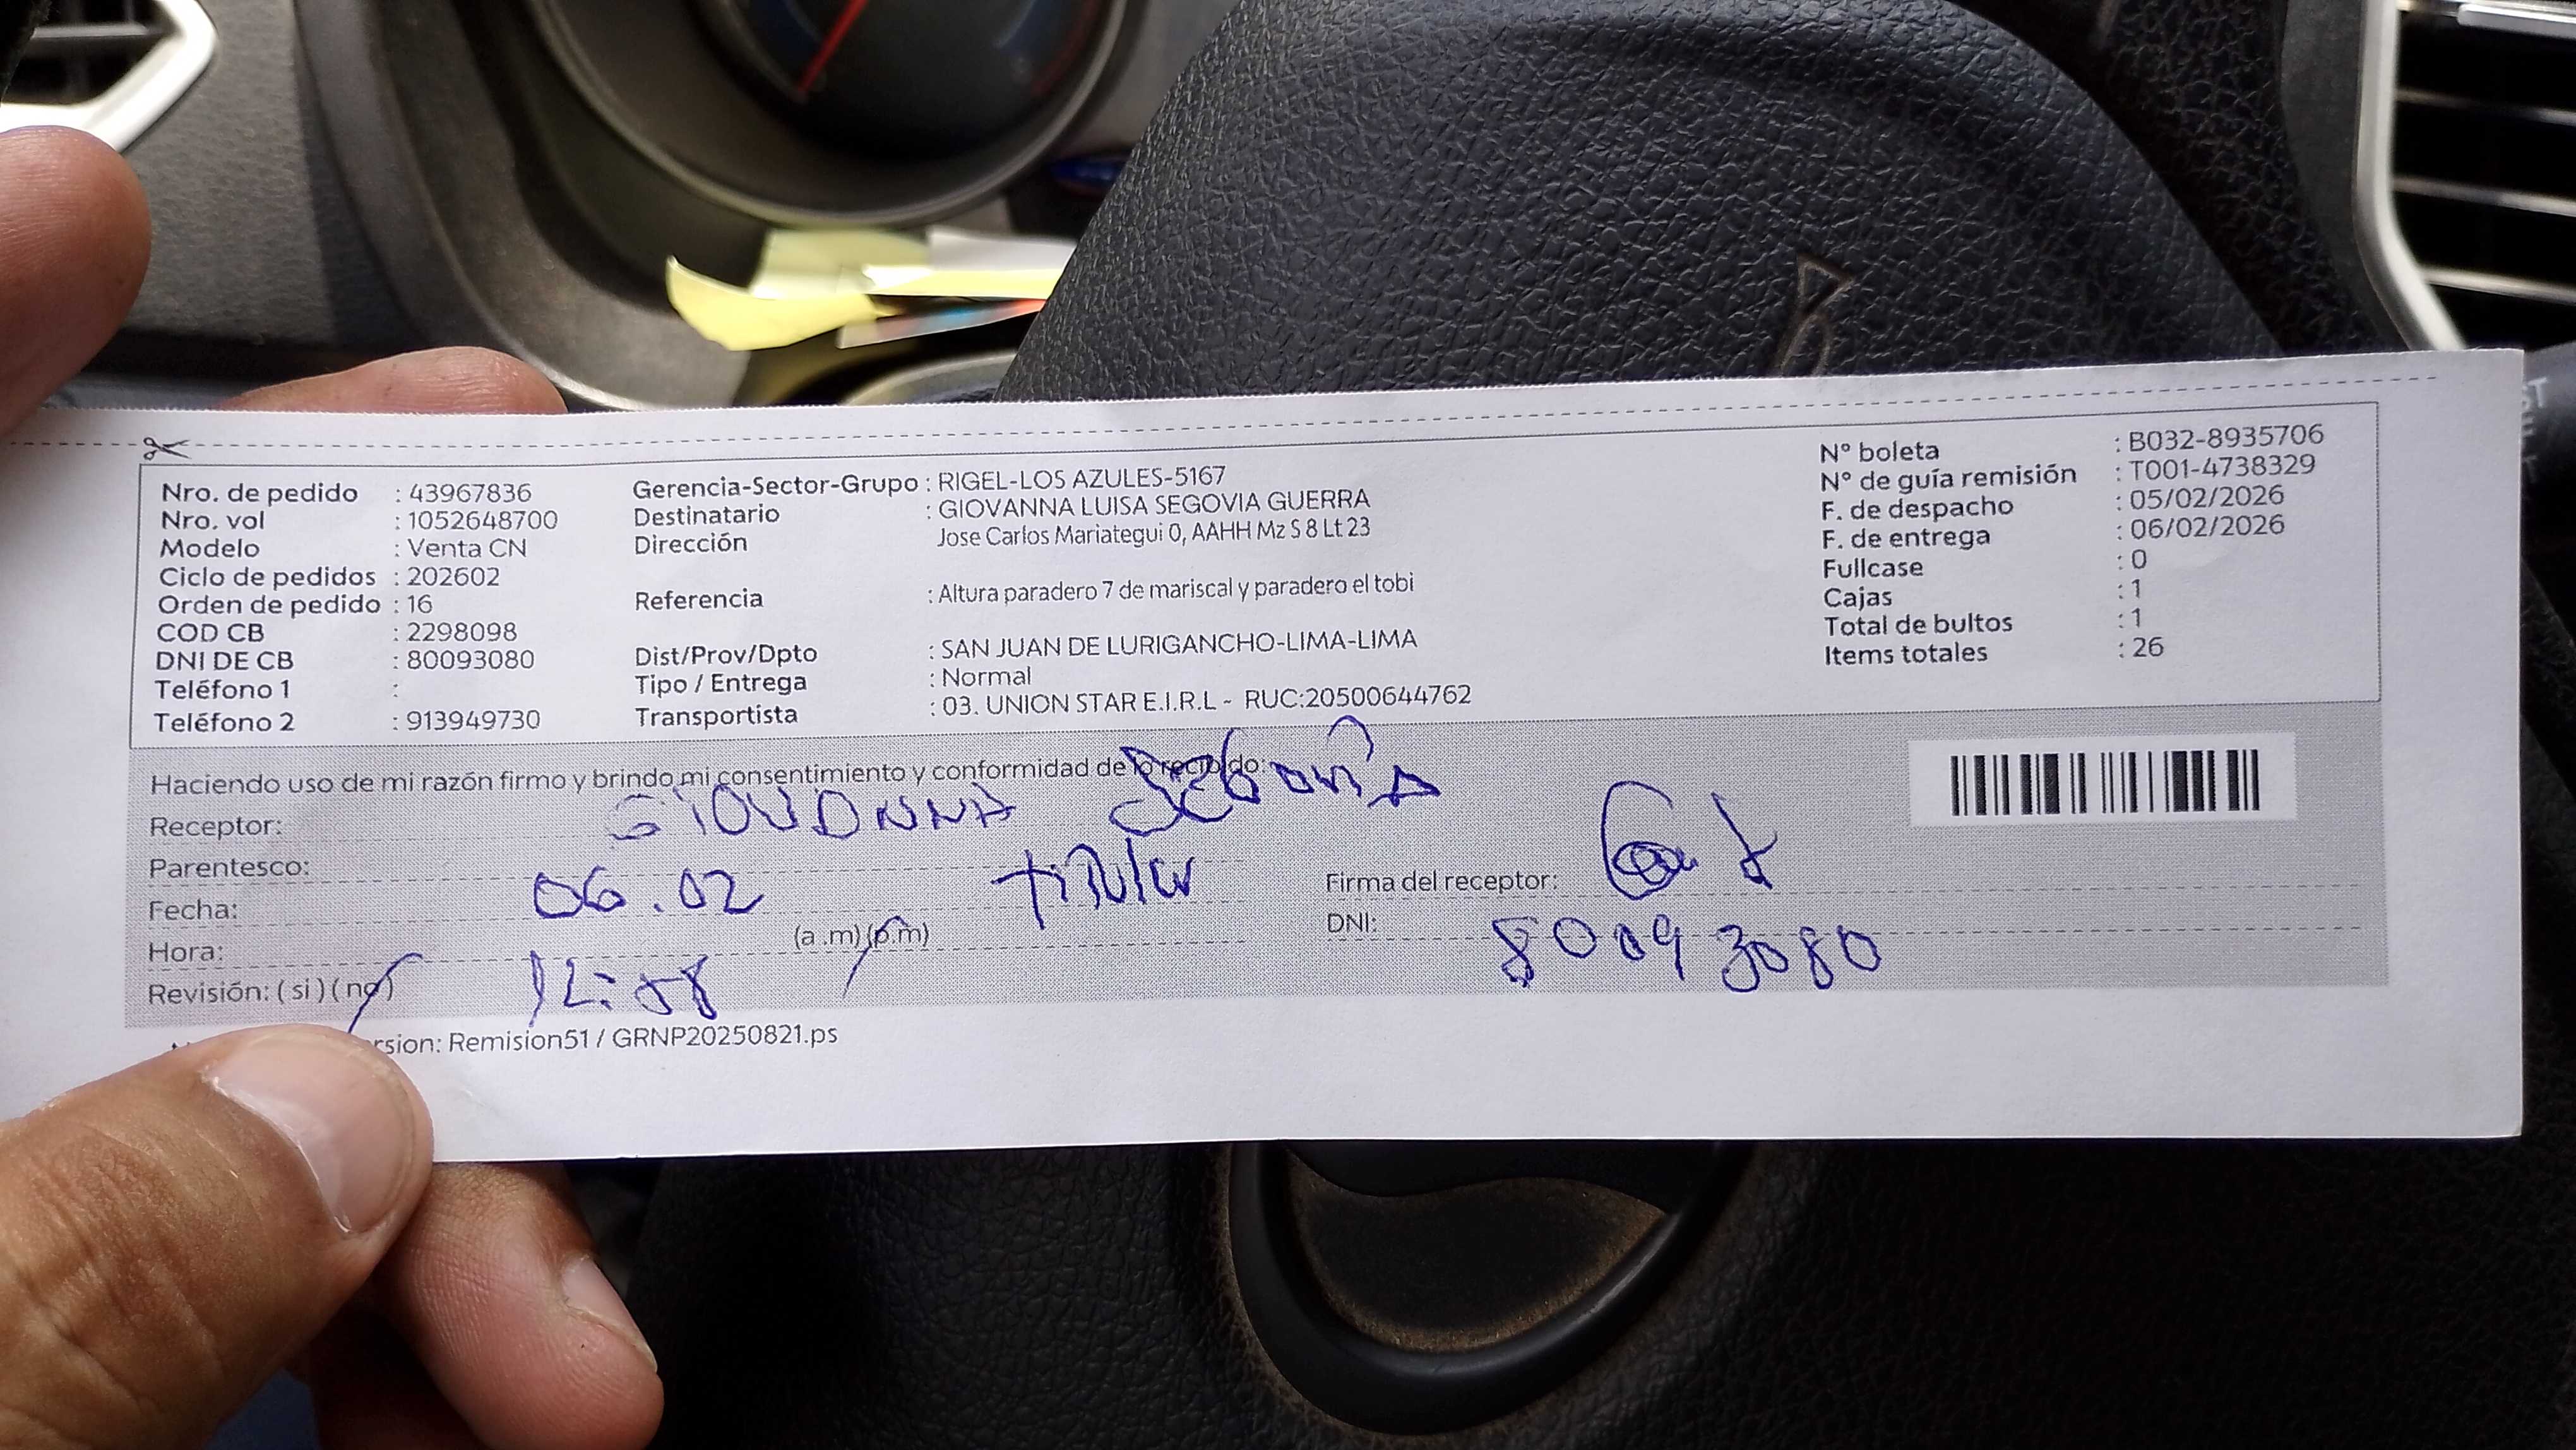 Nro. de pedido : 43967836
Nro. vol : 1052648700
Modelo : Venta CN
Ciclo de pedidos : 202602
Orden de pedido : 16
COD CB : 2298098
DNI DE CB : 80093080
Teléfono 1 :
Teléfono 2 : 913949730
Gerencia-Sector-Grupo : RIGEL-LOS AZULES-5167
Destinatario : GIOVANNA LUISA SEGOVIA GUERRA
Dirección Jose Carlos Mariategui 0, AAHH Mz S 8 Lt 23
Referencia : Altura paradero 7 de mariscal y paradero el tobi
Dist/Prov/Dpto : SAN JUAN DE LURIGANCHO-LIMA-LIMA
Tipo / Entrega : Normal
Transportista : 03. UNION STAR E.I.R.L - RUC:20500644762
N° boleta : B032-8935706
N° de guía remisión : T001-4738329
F. de despacho : 05/02/2026
F. de entrega : 06/02/2026
Fullcase : 0
Cajas : 1
Total de bultos : 1
Items totales : 26
Haciendo uso de mi razón firmo y brindo mi consentimiento y conformidad de lo recibido:
Receptor: GIOVANNA SEGOVIA
Parentesco: titular
Fecha: 06.02
Hora: 12:58 (a .m) (p.m)
Revisión: ( si ) ( no )
Firma del receptor:
DNI: 80093080
rsion: Remision51 / GRNP20250821.ps